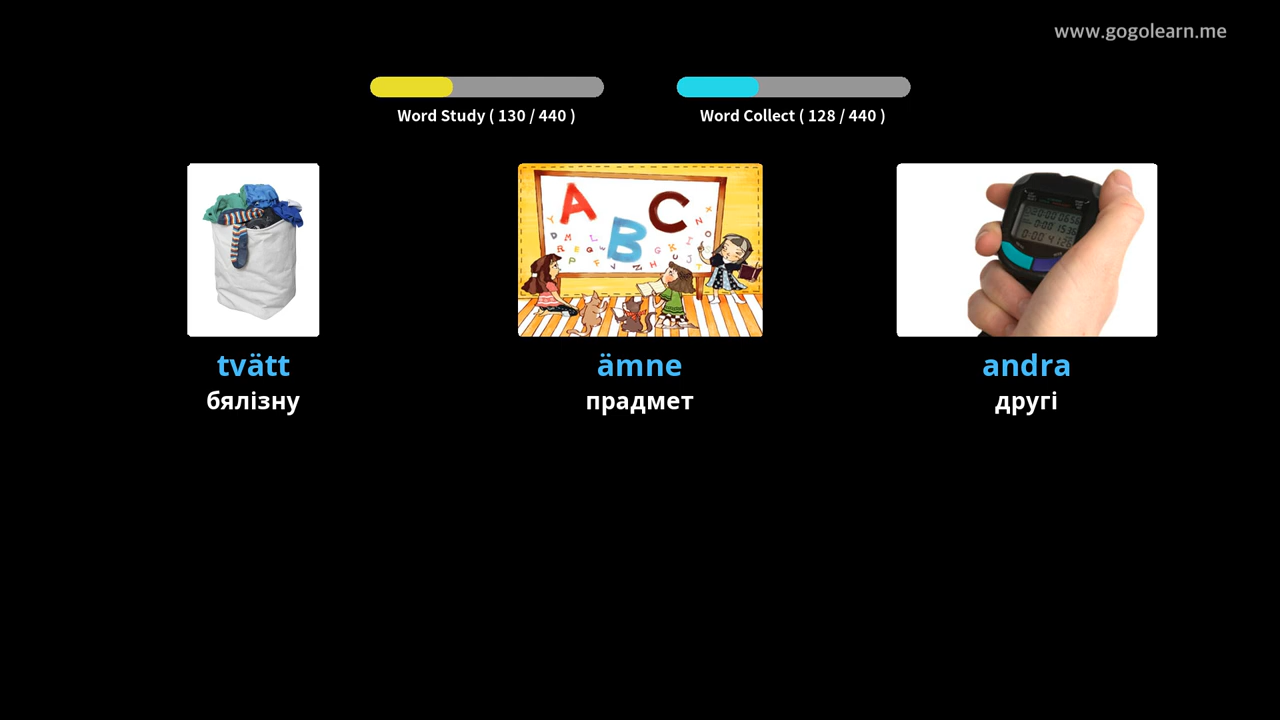 www.gogolearn.me
Word Study ( 130 / 440 )
Word Collect ( 128 / 440 )
A
B
C
tvätt
ämne
andra
бялізну
прадмет
другі